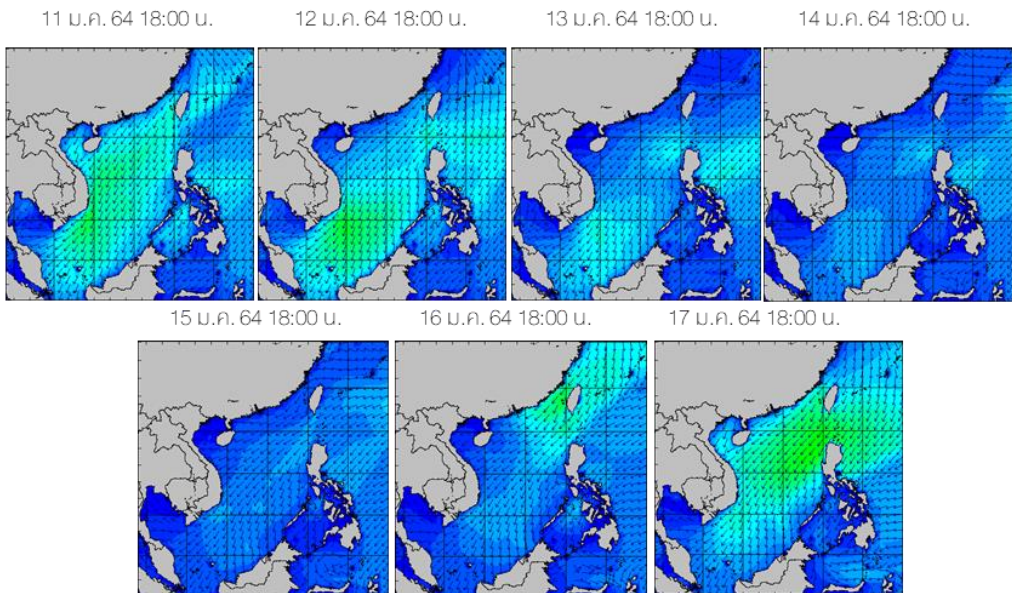 11 ม.ค. 64 18:00 น.
12 ม.ค. 64 18:00 น.
13 ม.ค. 64 18:00 น.
14 ม.ค. 64 18:00 น.
15 ม.ค. 64 18:00 น.
16 ม.ค. 64 18:00 น.
17 ม.ค. 64 18:00 น.